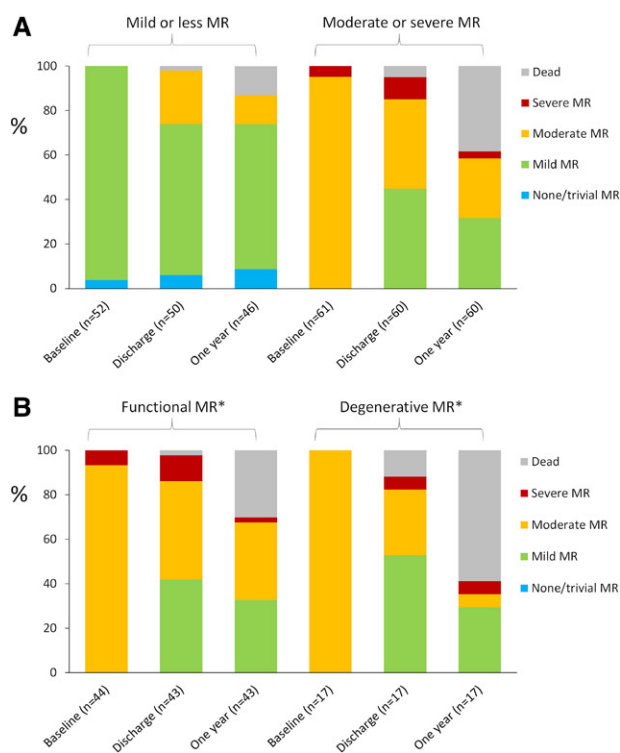 A
Mild or less MR
Moderate or severe MR
100
80
60
40
20
0
%
Dead
Severe MR
Moderate MR
Mild MR
None/trivial MR
Baseline (n=52)
Discharge (n=50)
One year (n=46)
Baseline (n=61)
Discharge (n=60)
One year (n=60)
B
Functional MR*
Degenerative MR*
100
80
60
40
20
0
%
Dead
Severe MR
Moderate MR
Mild MR
None/trivial MR
Baseline (n=44)
Discharge (n=43)
One year (n=43)
Baseline (n=17)
Discharge (n=17)
One year (n=17)